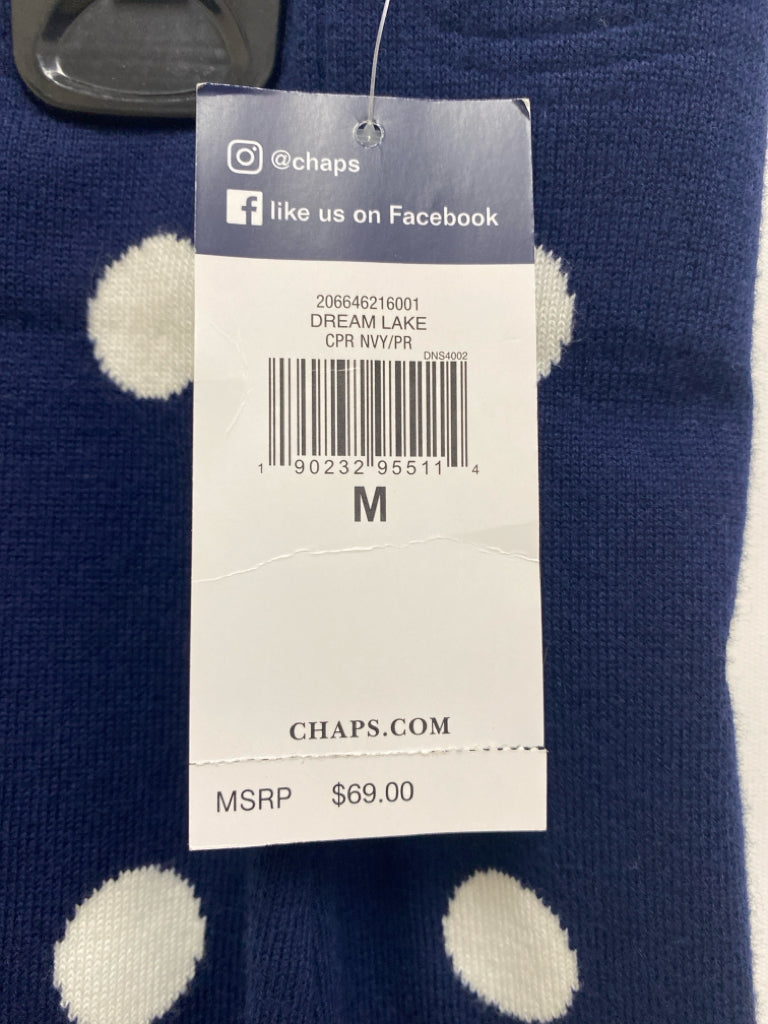 @chaps
like us on Facebook
206646216001
DREAM LAKE
CPR NVY/PR
DNS4002
1 90232 95511 4
M
CHAPS.COM
MSRP $69.00